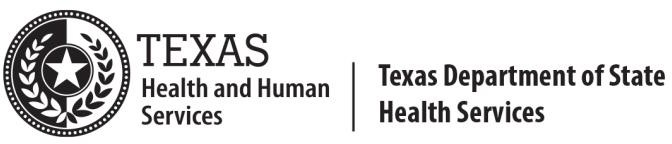 TEXAS
Health and Human
Services
Texas Department of State
Health Services